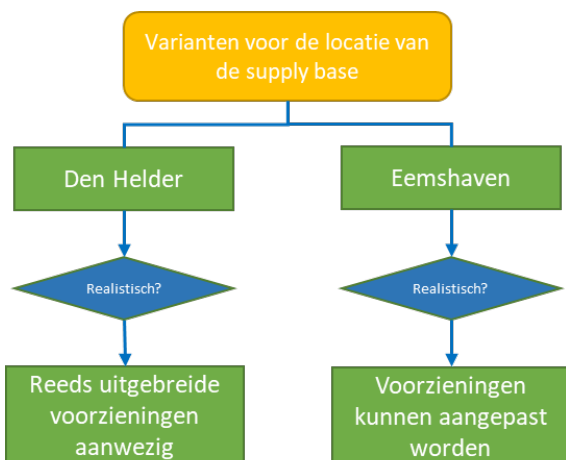 Varianten voor de locatie van
de supply base
Den Helder
Eemshaven
Realistisch?
Realistisch?
Reeds uitgebreide
voorzieningen
aanwezig
Voorzieningen
kunnen aangepast
worden